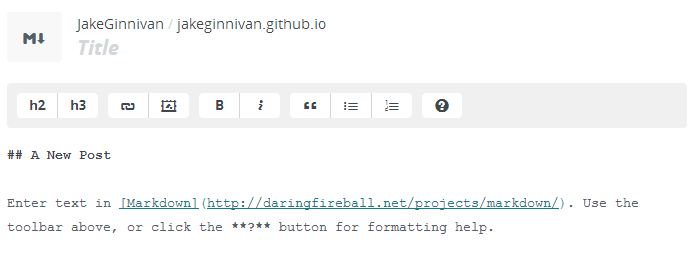 M↓
JakeGinnivan / jakeginnivan.github.io
Title
h2 h3 B i “ ?
## A New Post
Enter text in [Markdown](http://daringfireball.net/projects/markdown/). Use the
toolbar above, or click the **?** button for formatting help.